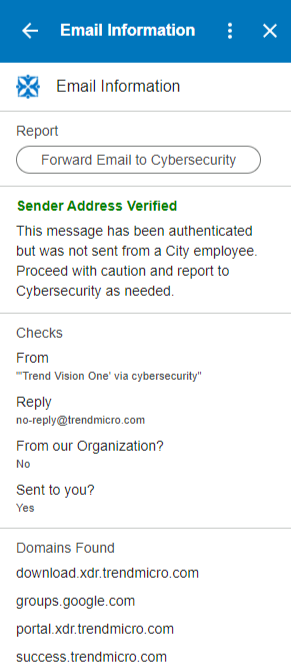 Email Information
Email Information
Report
Forward Email to Cybersecurity
Sender Address Verified
This message has been authenticated
but was not sent from a City employee.
Proceed with caution and report to
Cybersecurity as needed.
Checks
From
"'Trend Vision One' via cybersecurity"
Reply
no-reply@trendmicro.com
From our Organization?
No
Sent to you?
Yes
Domains Found
download.xdr.trendmicro.com
groups.google.com
portal.xdr.trendmicro.com
success.trendmicro.com